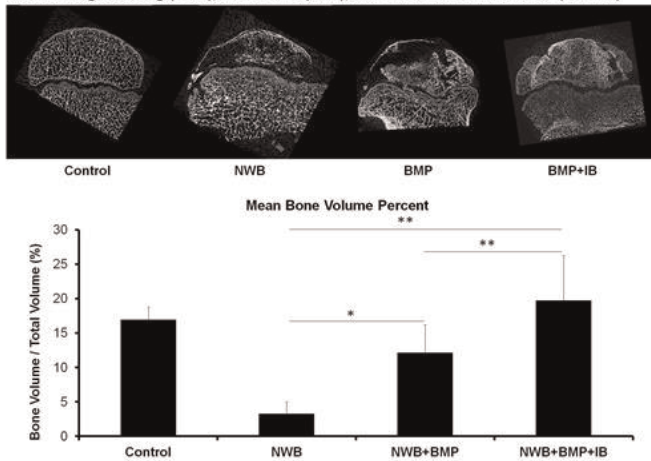 Control NWB BMP BMP+IB
Mean Bone Volume Percent
**
**
*
Bone Volume / Total Volume (%)
30
25
20
15
10
5
0
Control NWB NWB+BMP NWB+BMP+IB